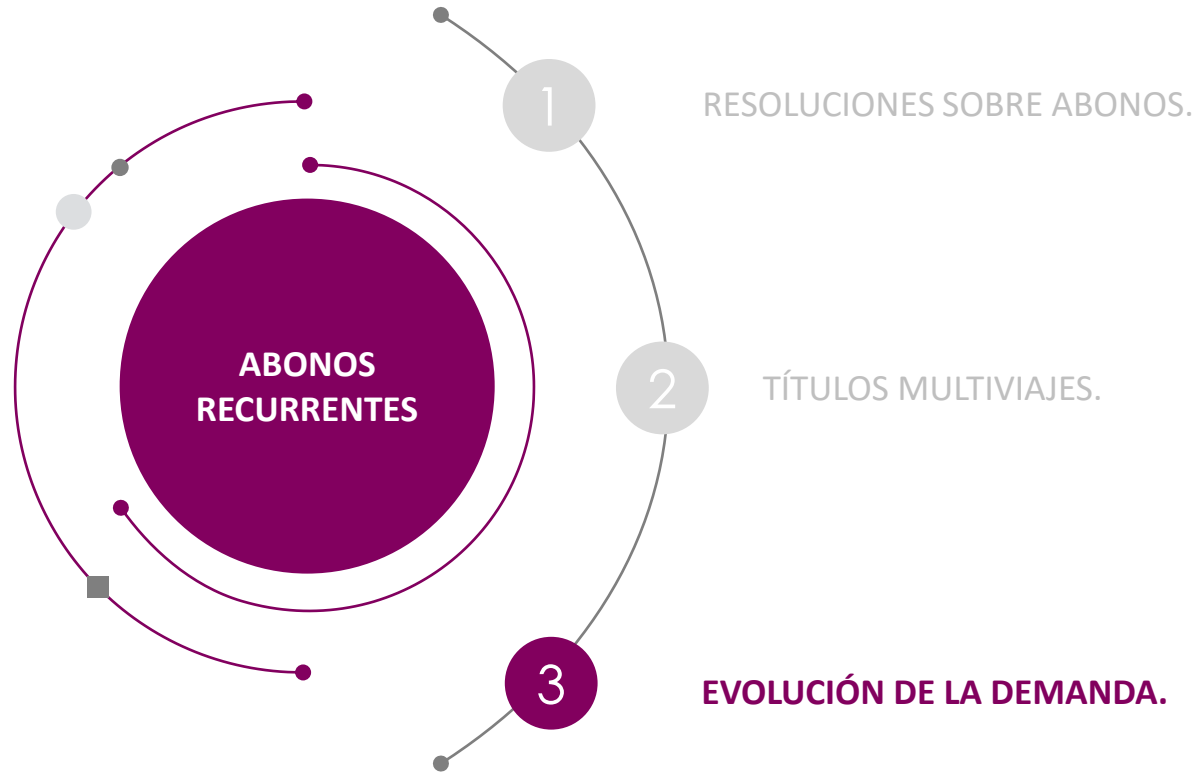 ABONOS
RECURRENTES
1
RESOLUCIONES SOBRE ABONOS.
2
TÍTULOS MULTIVIAJES.
3
EVOLUCIÓN DE LA DEMANDA.